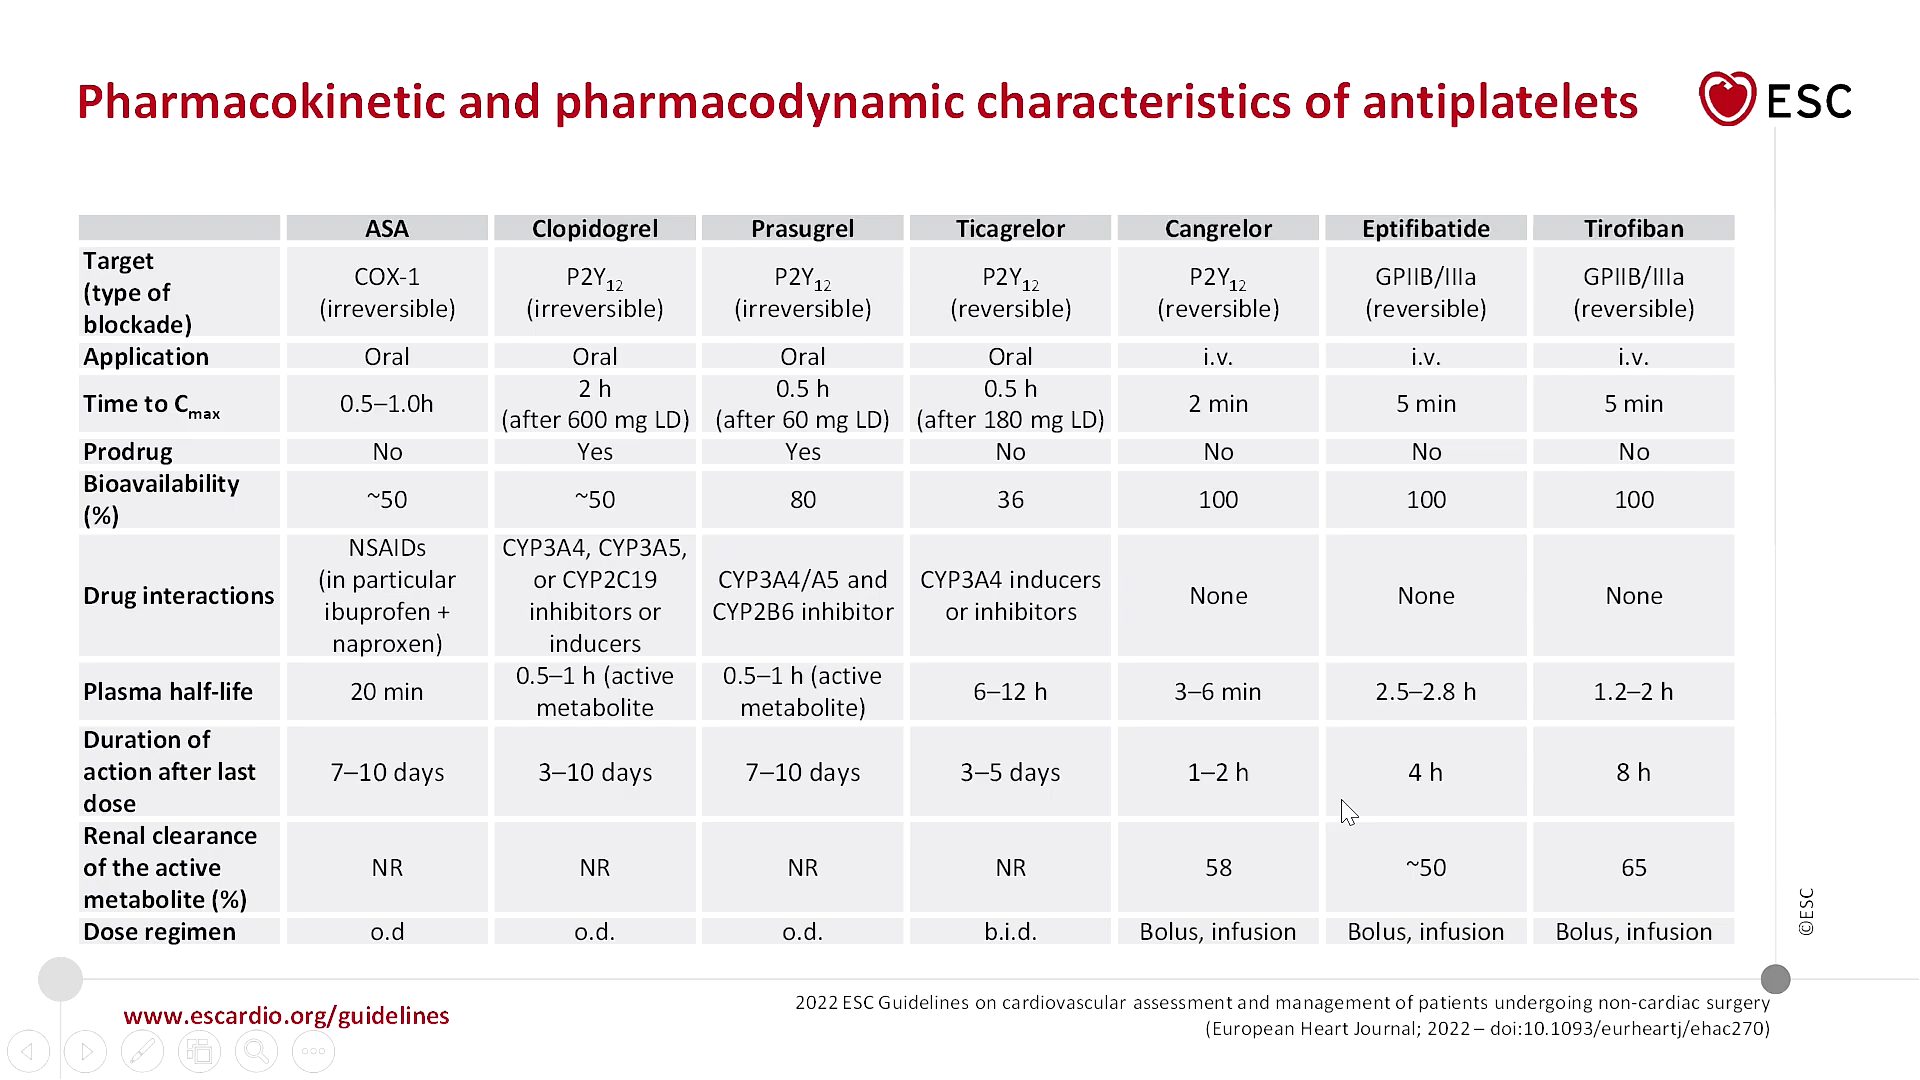 Pharmacokinetic and pharmacodynamic characteristics of antiplatelets
ESC
ASA Clopidogrel Prasugrel Ticagrelor Cangrelor Eptifibatide Tirofiban
Target
(type of
blockade)
COX-1
(irreversible)
P2Y12
(irreversible)
P2Y12
(irreversible)
P2Y12
(reversible)
P2Y12
(reversible)
GPIIB/IIIa
(reversible)
GPIIB/IIIa
(reversible)
Application Oral Oral Oral Oral i.v. i.v. i.v.
Time to Cmax
0.5–1.0h
2 h
(after 600 mg LD)
0.5 h
(after 60 mg LD)
0.5 h
(after 180 mg LD)
2 min
5 min
5 min
Prodrug No Yes Yes No No No No
Bioavailability
(%)
~50 ~50 80 36 100 100 100
Drug interactions
NSAIDs
(in particular
ibuprofen +
naproxen)
CYP3A4, CYP3A5,
or CYP2C19
inhibitors or
inducers
CYP3A4/A5 and
CYP2B6 inhibitor
CYP3A4 inducers
or inhibitors
None
None
None
Plasma half-life
20 min
0.5–1 h (active
metabolite
0.5–1 h (active
metabolite)
6–12 h
3–6 min
2.5–2.8 h
1.2–2 h
Duration of
action after last
dose
7–10 days 3–10 days 7–10 days 3–5 days 1–2 h 4 h 8 h
Renal clearance
of the active
metabolite (%)
NR NR NR NR 58 ~50 65
Dose regimen o.d o.d. o.d. b.i.d. Bolus, infusion Bolus, infusion Bolus, infusion
©ESC
www.escardio.org/guidelines
2022 ESC Guidelines on cardiovascular assessment and management of patients undergoing non-cardiac surgery
(European Heart Journal; 2022 – doi:10.1093/eurheartj/ehac270)